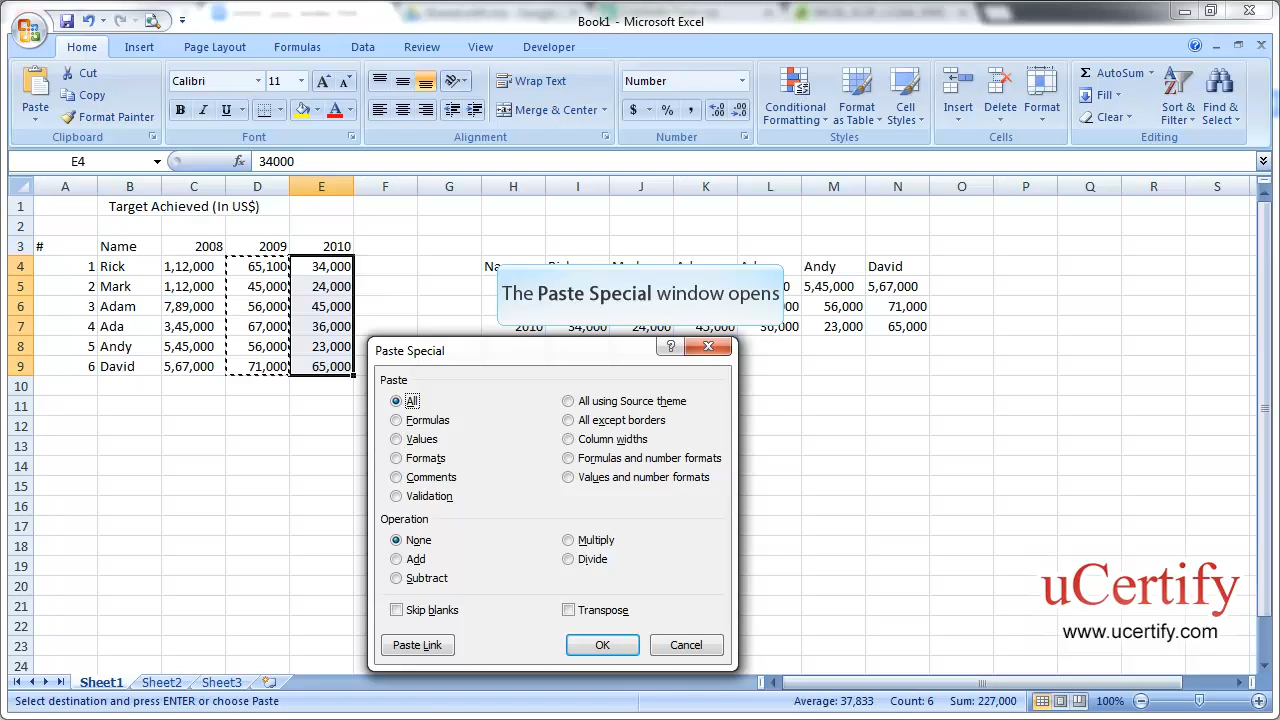 Book1 - Microsoft Excel
Home Insert Page Layout Formulas Data Review View Developer
Cut
Copy
Format Painter
Paste
Calibri 11
B I U
Wrap Text
Merge & Center
Number
$ % ,
Conditional Formatting
Format as Table
Cell Styles
Insert Delete Format
Σ AutoSum
Fill
Clear
Sort & Filter
Find & Select
Clipboard Font Alignment Number Styles Cells Editing
E4 fx 34000
A B C D E F G H I J K L M N O P Q R S
1 Target Achieved (In US$)
2
3 # Name 2008 2009 2010
4 1 Rick 1,12,000 65,100 34,000 Andy David
5 2 Mark 1,12,000 45,000 24,000 5,45,000 5,67,000
6 3 Adam 7,89,000 56,000 45,000 56,000 71,000
7 4 Ada 3,45,000 67,000 36,000 2010 34,000 24,000 45,000 36,000 23,000 65,000
8 5 Andy 5,45,000 56,000 23,000
9 6 David 5,67,000 71,000 65,000
10
11
12
13
14
15
16
17
18
19
20
21
22
23
24
The Paste Special window opens
Paste Special
?
Paste
All All using Source theme
Formulas All except borders
Values Column widths
Formats Formulas and number formats
Comments Values and number formats
Validation
Operation
None Multiply
Add Divide
Subtract
Skip blanks Transpose
Paste Link OK Cancel
uCertify
www.ucertify.com
Sheet1 Sheet2 Sheet3
Select destination and press ENTER or choose Paste Average: 37,833 Count: 6 Sum: 227,000 100%